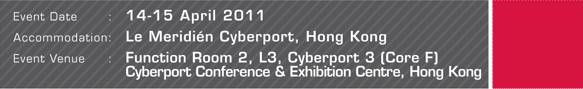 Event Date : 14-15 April 2011
Accommodation: Le Meridién Cyberport, Hong Kong
Event Venue : Function Room 2, L3, Cyberport 3 (Core F)
Cyberport Conference & Exhibition Centre, Hong Kong